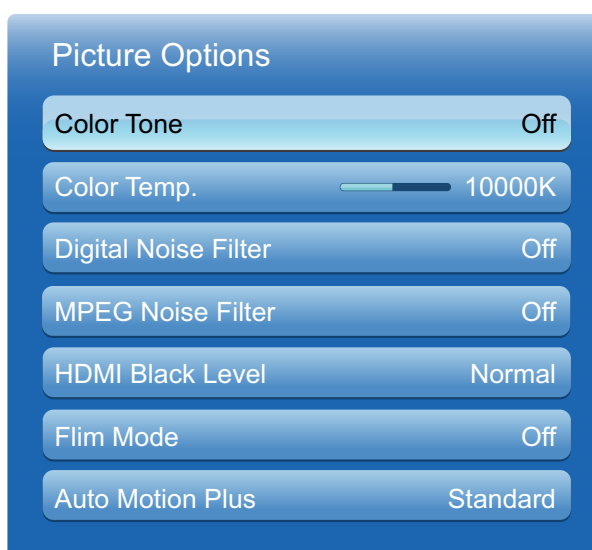 Picture Options
Color Tone Off
Color Temp. 10000K
Digital Noise Filter Off
MPEG Noise Filter Off
HDMI Black Level Normal
Flim Mode Off
Auto Motion Plus Standard